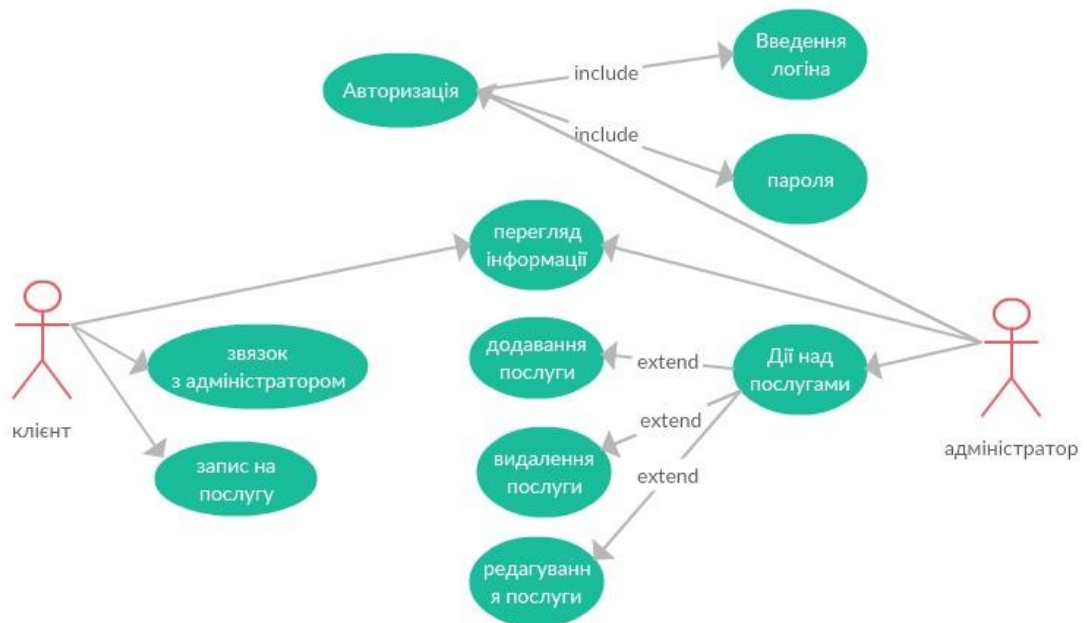 Введення
логіна
include
Авторизація
include
пароля
перегляд
інформації
звязок
з адміністратором
додавання
послуги
extend
Дії над
послугами
extend
клієнт
адміністратор
запис на
послугу
видалення
послуги
extend
редагуванн
я послуги